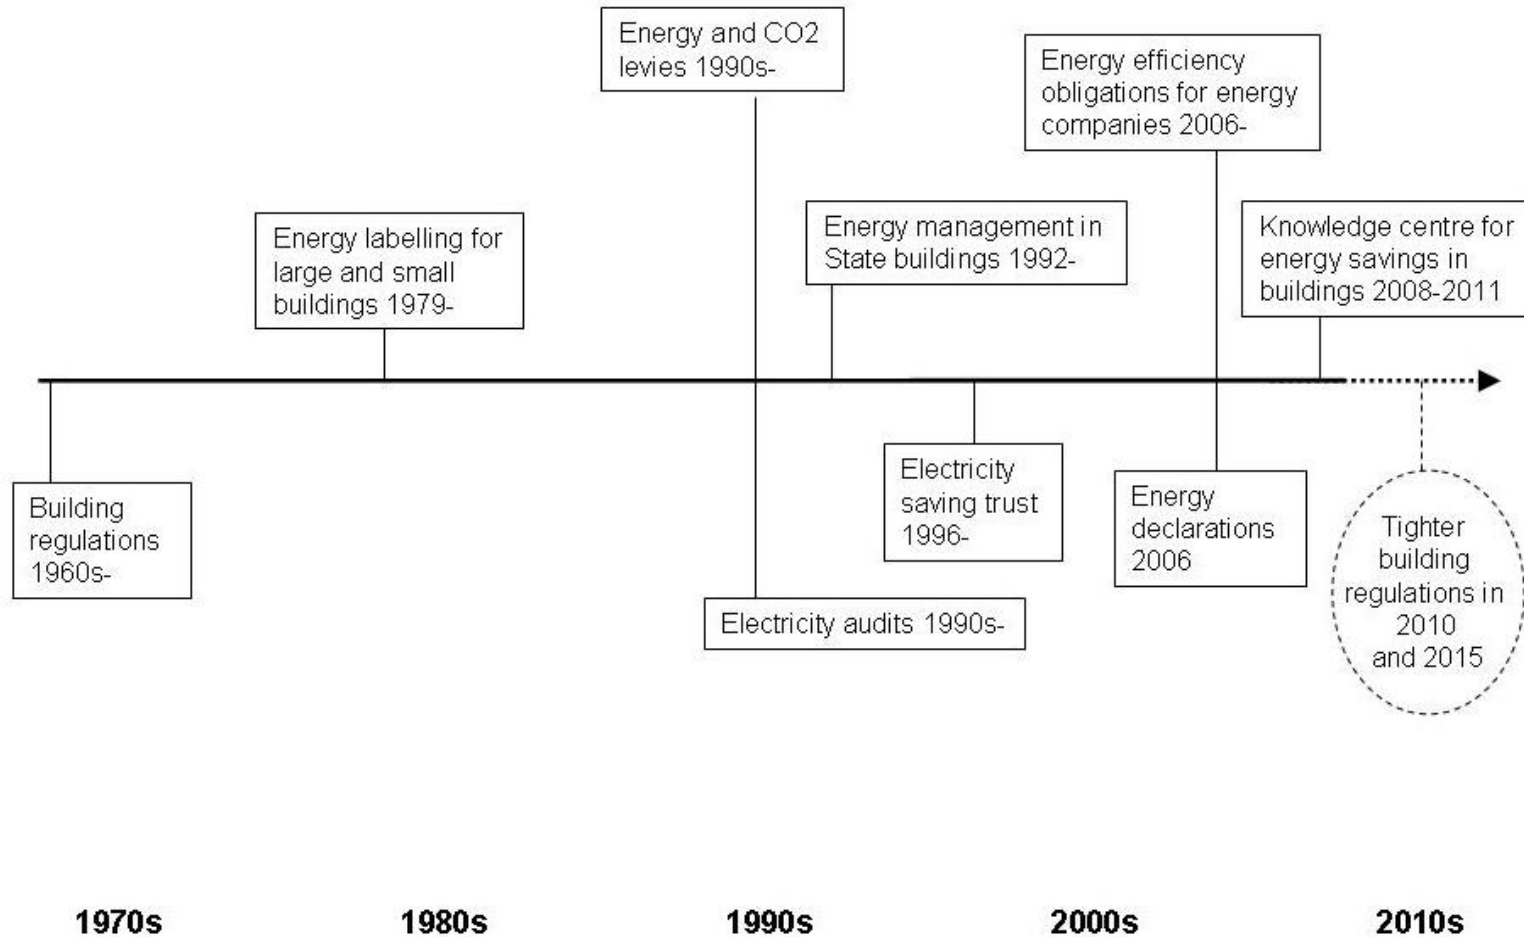 Energy and CO2
levies 1990s-
Energy efficiency
obligations for energy
companies 2006-
Energy labelling for
large and small
buildings 1979-
Energy management in
State buildings 1992-
Knowledge centre for
energy savings in
buildings 2008-2011
Building
regulations
1960s-
Electricity
saving trust
1996-
Energy
declarations
2006
Tighter
building
regulations in
2010
and 2015
Electricity audits 1990s-
1970s
1980s
1990s
2000s
2010s